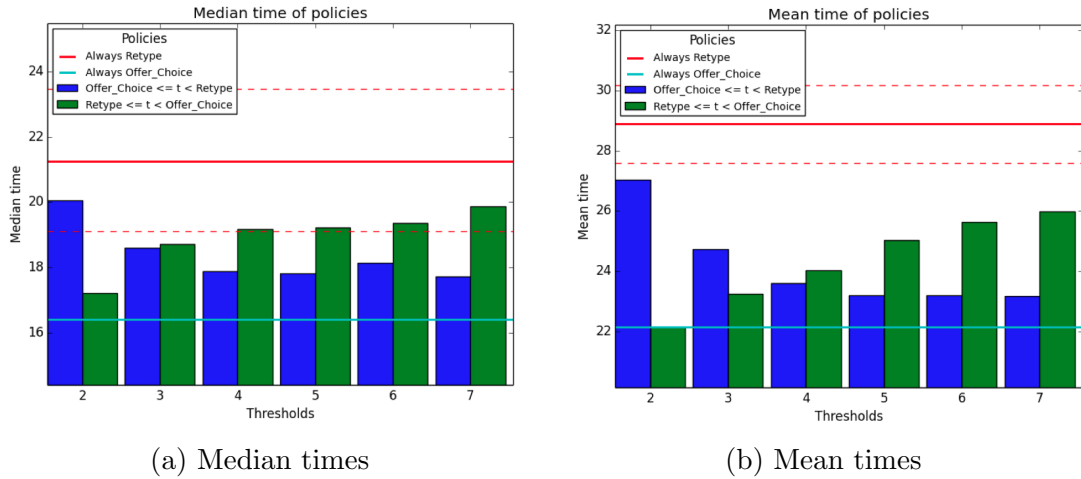 Median time of policies
Policies
Always Retype
Always Offer_Choice
Offer_Choice <= t < Retype
Retype <= t < Offer_Choice
Median time
24
22
20
18
16
2 3 4 5 6 7
Thresholds
(a) Median times
Mean time of policies
Policies
Always Retype
Always Offer_Choice
Offer_Choice <= t < Retype
Retype <= t < Offer_Choice
Mean time
32
30
28
26
24
22
2 3 4 5 6 7
Thresholds
(b) Mean times